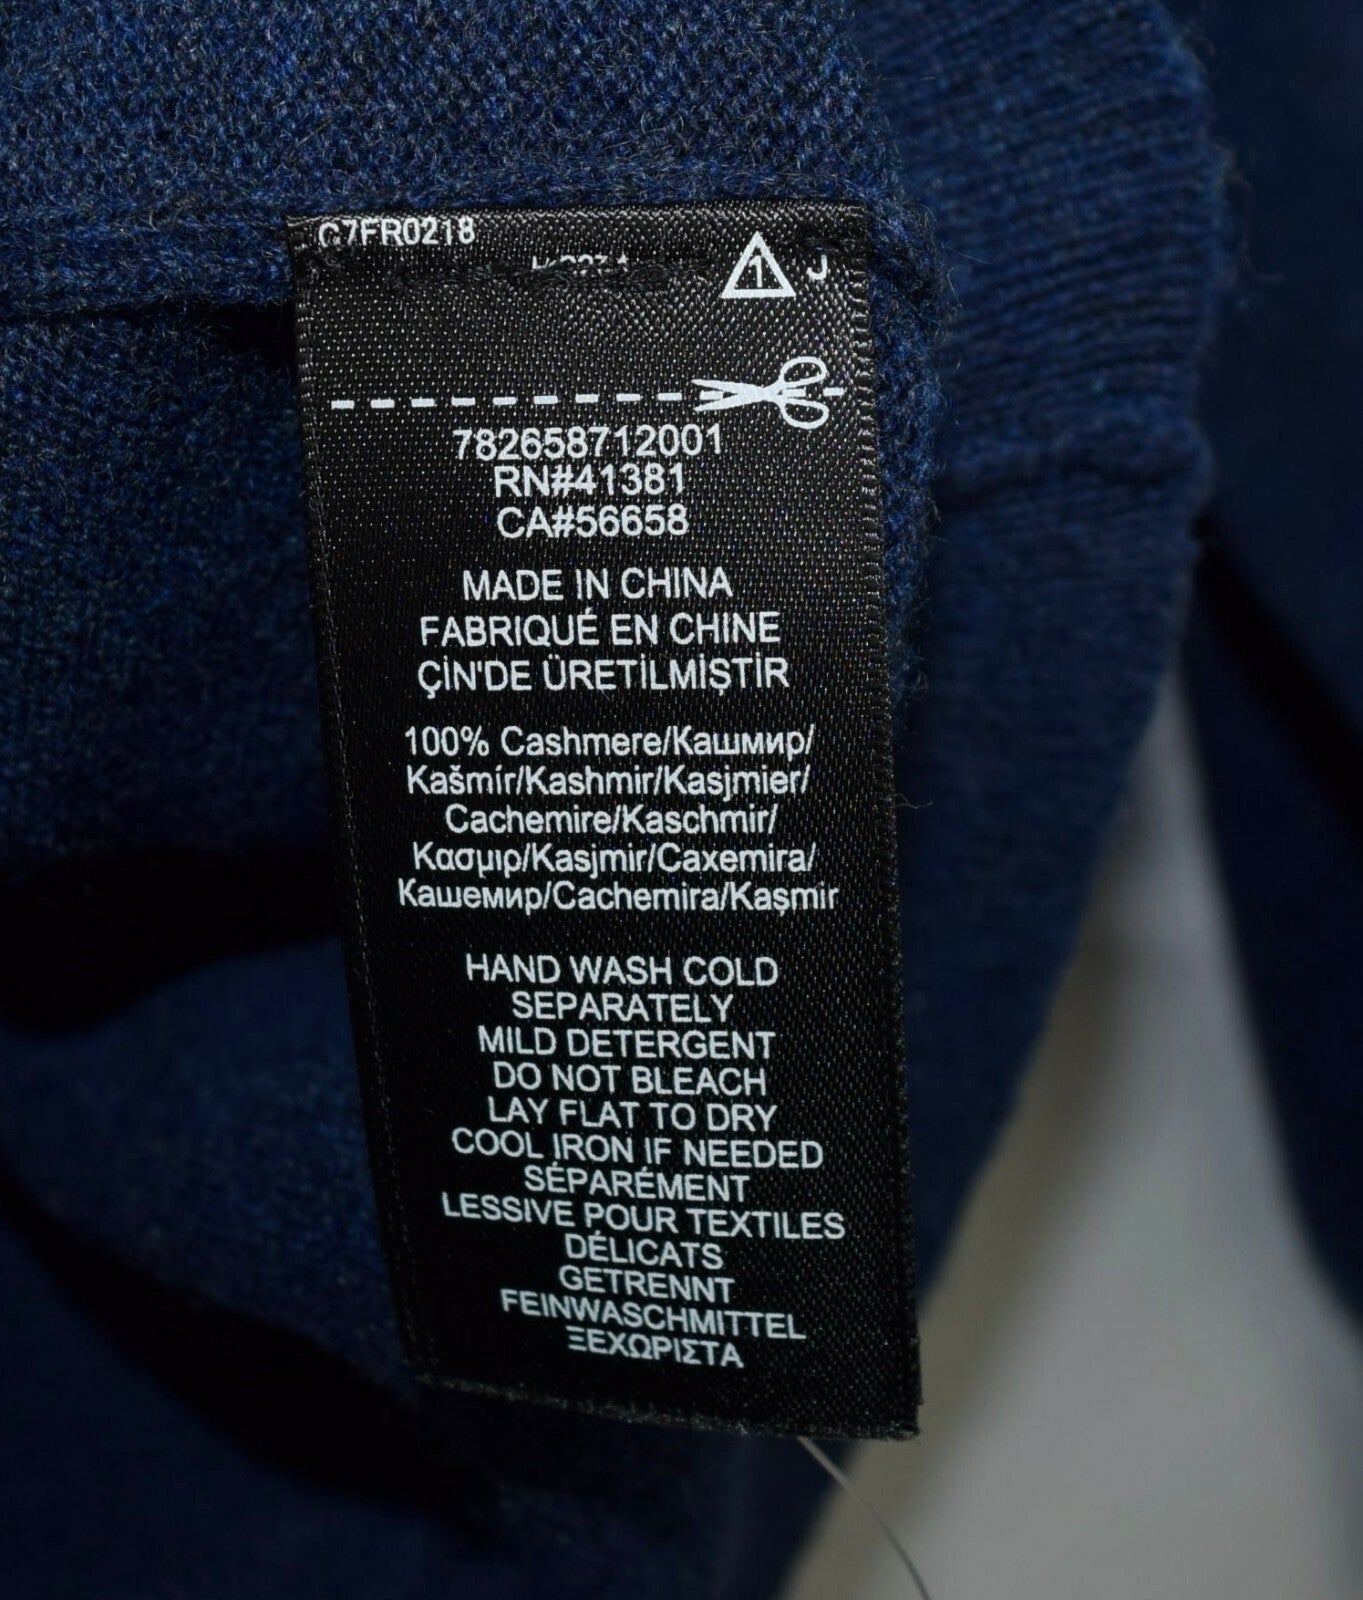 G7FR0218
1 J
782658712001
RN#41381
CA#56658
MADE IN CHINA
FABRIQUÉ EN CHINE
ÇİN'DE ÜRETİLMİŞTİR
100% Cashmere/Кашмир/
Kašmír/Kashmir/Kasjmier/
Cachemire/Kaschmir/
Κασμιρ/Kasjmir/Caxemira/
Кашемир/Cachemira/Kaşmir
HAND WASH COLD
SEPARATELY
MILD DETERGENT
DO NOT BLEACH
LAY FLAT TO DRY
COOL IRON IF NEEDED
SÉPARÉMENT
LESSIVE POUR TEXTILES
DÉLICATS
GETRENNT
FEINWASCHMITTEL
ΞΕΧΩΡΙΣΤΑ